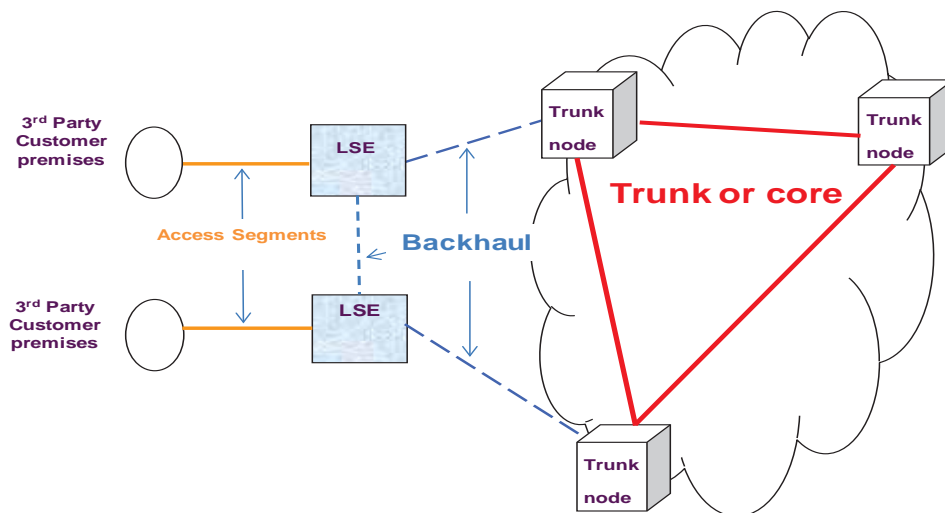 3rd Party
Customer
premises
LSE
Trunk
node
Trunk
node
Trunk or core
Access Segments
Backhaul
3rd Party
Customer
premises
LSE
Trunk
node